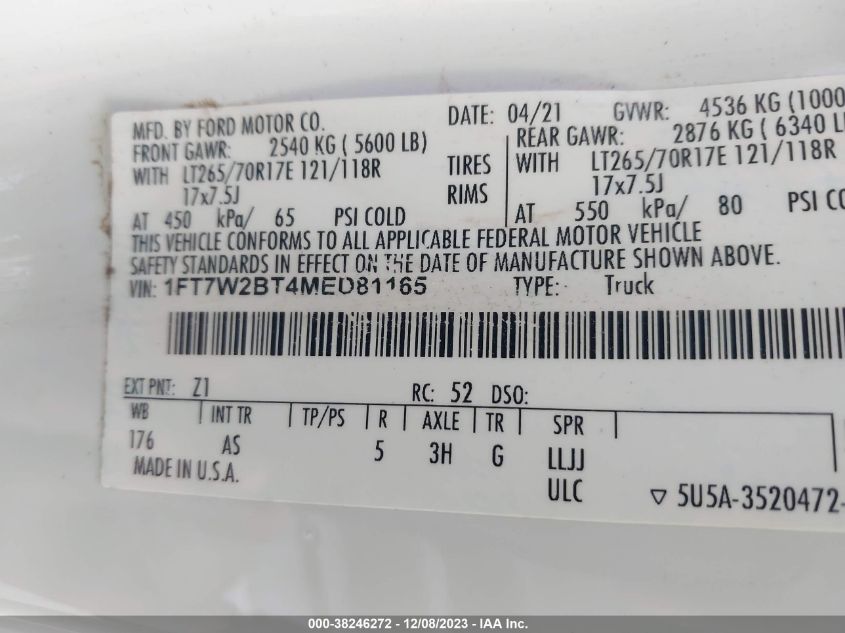 MFD. BY FORD MOTOR CO.
DATE: 04/21 GVWR: 4536 KG (1000
FRONT GAWR: 2540 KG ( 5600 LB)
REAR GAWR: 2876 KG ( 6340 L
WITH LT265/70R17E 121/118R
TIRES
WITH LT265/70R17E 121/118R
17x7.5J
RIMS
17x7.5J
AT 450 kPa/ 65 PSI COLD
AT 550 kPa/ 80 PSI CO
THIS VEHICLE CONFORMS TO ALL APPLICABLE FEDERAL MOTOR VEHICLE
SAFETY STANDARDS IN EFFECT ON THE DATE OF MANUFACTURE SHOWN ABOVE.
VIN: 1FT7W2BT4MED81165 TYPE: Truck
EXT PNT: Z1 RC: 52 DSO:
WB INT TR TP/PS R AXLE TR SPR
176 AS 5 3H G LLJJ
MADE IN U.S.A.
ULC
▽ 5U5A-3520472-
000-38246272 - 12/08/2023 - IAA Inc.